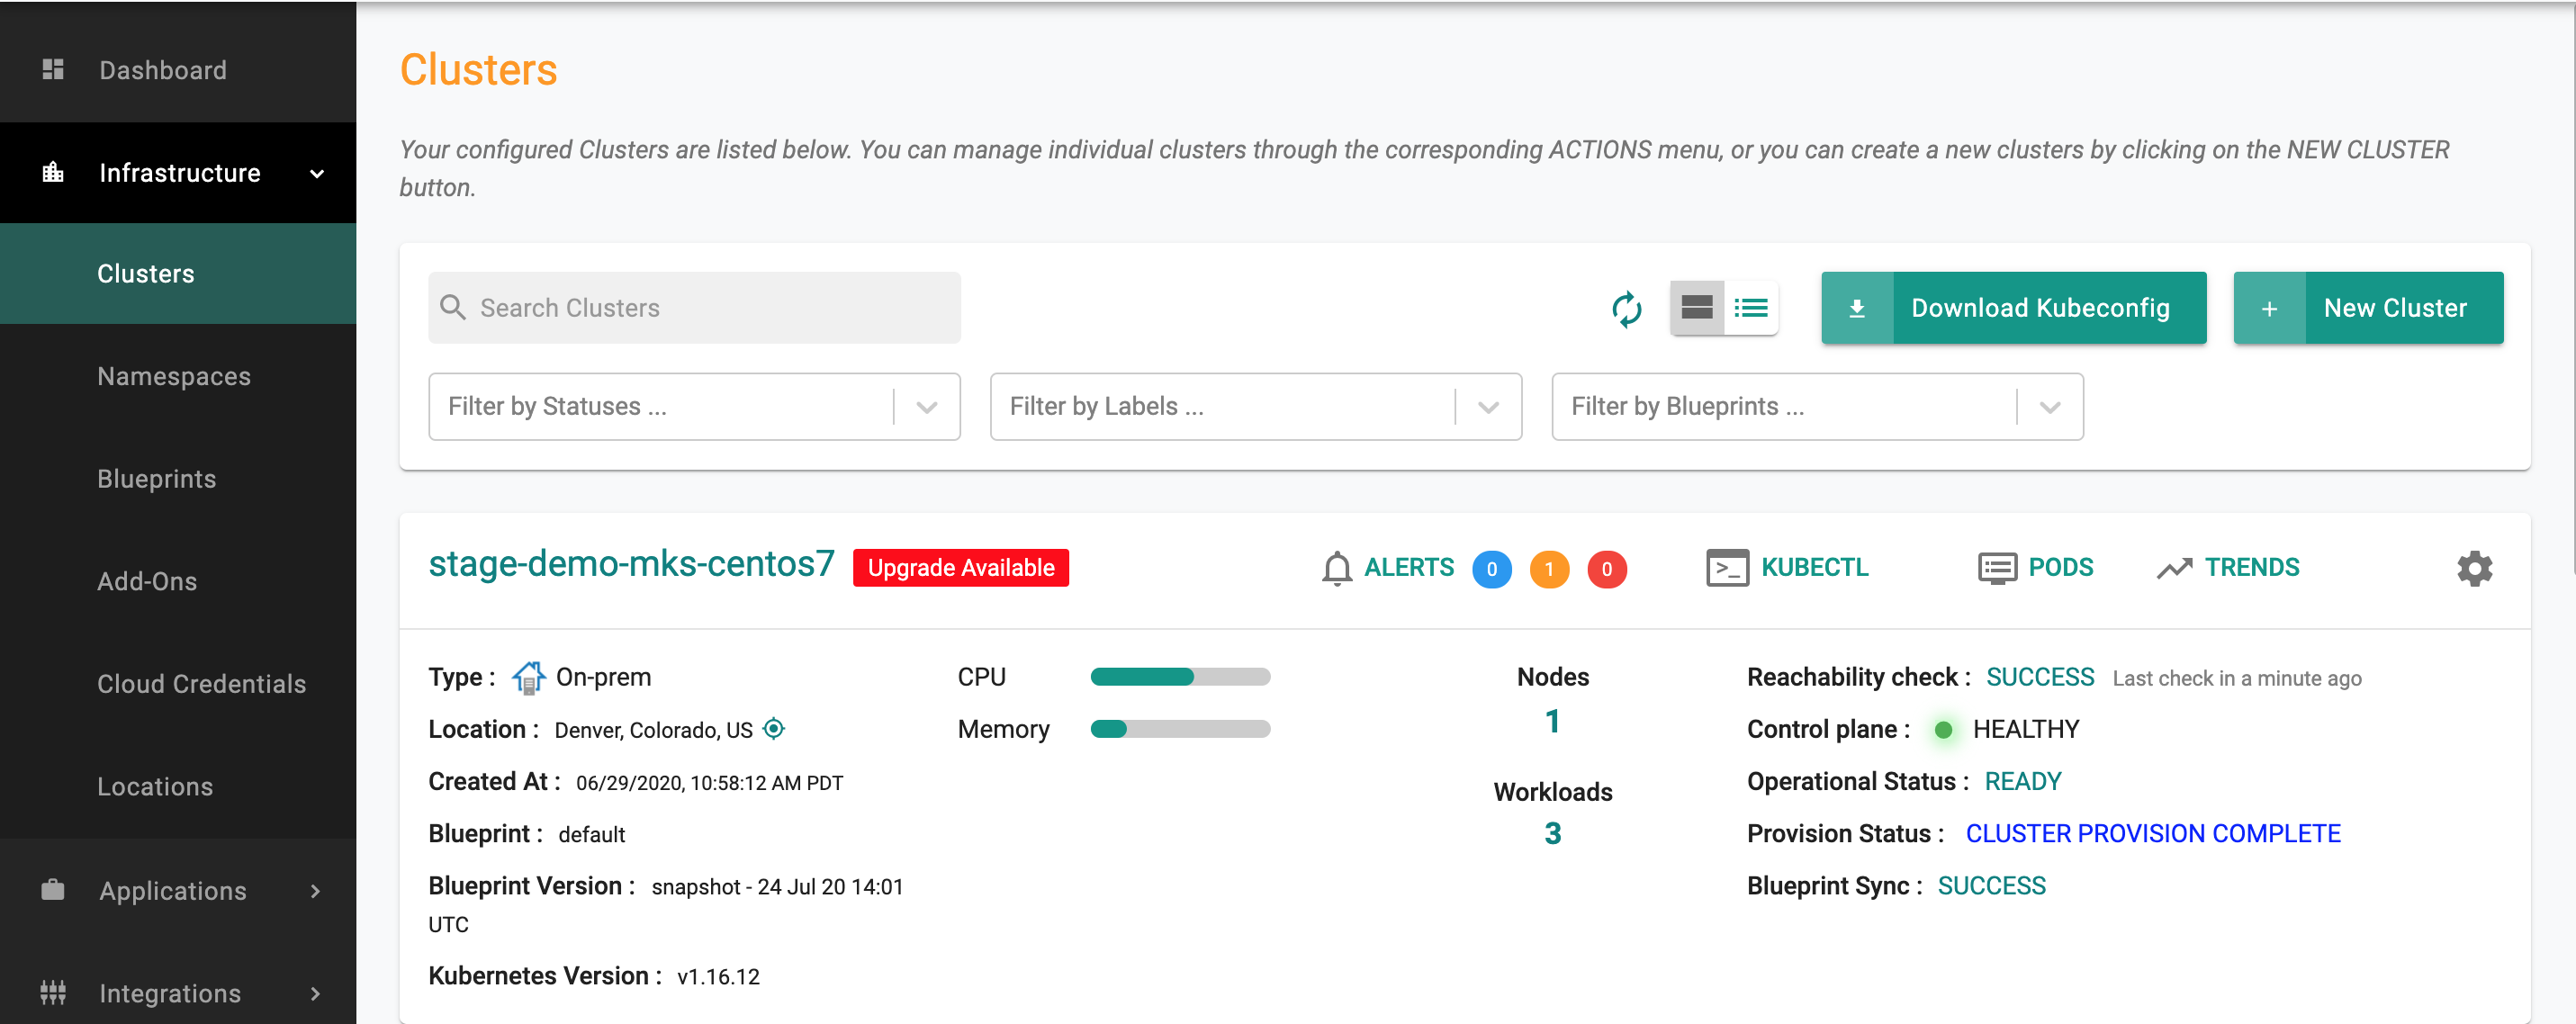 Dashboard
Infrastructure
Clusters
Namespaces
Blueprints
Add-Ons
Cloud Credentials
Locations
Applications
Integrations
Clusters
Your configured Clusters are listed below. You can manage individual clusters through the corresponding ACTIONS menu, or you can create a new clusters by clicking on the NEW CLUSTER
button.
Search Clusters
Download Kubeconfig
+ New Cluster
Filter by Statuses ...
Filter by Labels ...
Filter by Blueprints ...
stage-demo-mks-centos7 Upgrade Available
ALERTS 0 1 0
>_ KUBECTL
PODS
TRENDS
Type : On-prem
Location : Denver, Colorado, US
Created At : 06/29/2020, 10:58:12 AM PDT
Blueprint : default
Blueprint Version : snapshot - 24 Jul 20 14:01
UTC
Kubernetes Version : v1.16.12
CPU
Memory
Nodes
1
Workloads
3
Reachability check : SUCCESS Last check in a minute ago
Control plane : HEALTHY
Operational Status : READY
Provision Status : CLUSTER PROVISION COMPLETE
Blueprint Sync : SUCCESS